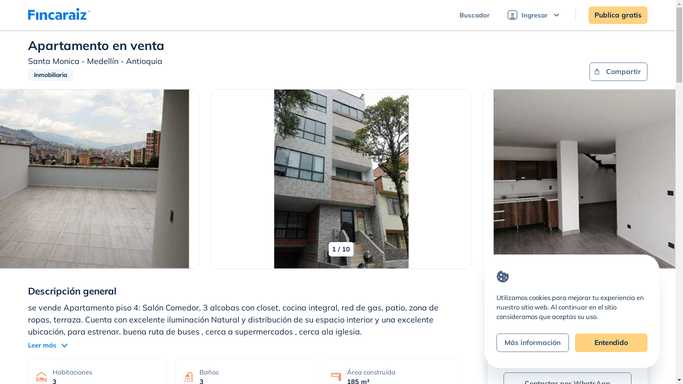 Fincaraiz
Buscador
Ingresar
Publica gratis
Apartamento en venta
Santa Monica - Medellín - Antioquia
Inmobiliaria
Compartir
1 / 10
Descripción general
se vende Apartamento piso 4: Salón Comedor, 3 alcobas con closet, cocina integral, red de gas, patio, zona de
ropas, terraza. Cuenta con excelente iluminación Natural y distribución de su espacio interior y una excelente
ubicación, para estrenar. buena ruta de buses , cerca a supermercados , cerca ala iglesia.
Leer más
Habitaciones
3
Baños
3
Área construida
185 m²
Utilizamos cookies para mejorar tu experiencia en
nuestro sitio web. Al continuar en el sitio
consideramos que aceptas su uso.
Más información
Entendido
Contactar por WhatsApp